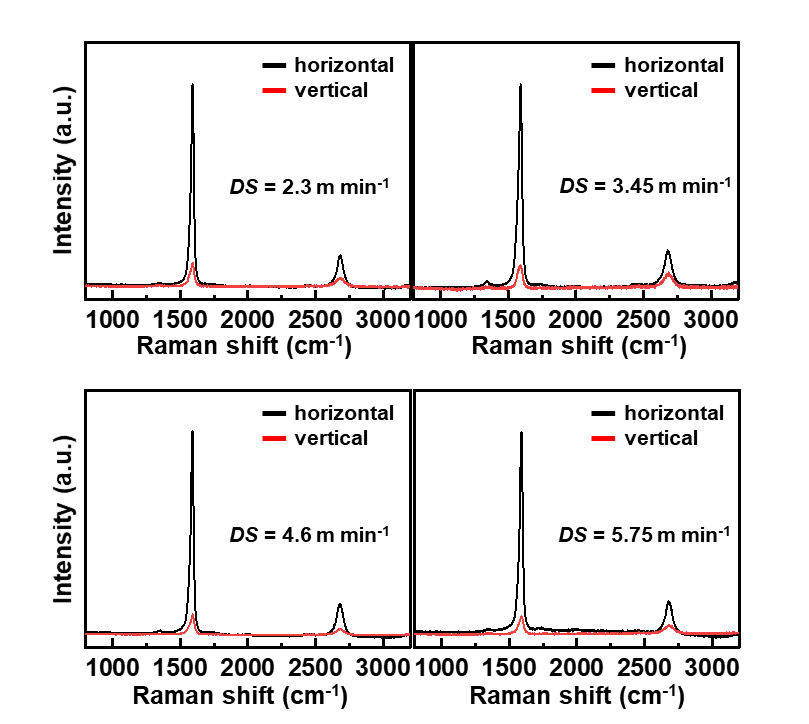 Intensity (a.u.)
horizontal
vertical
DS = 2.3 m min-1
1000 1500 2000 2500 3000
Raman shift (cm-1)
horizontal
vertical
DS = 3.45 m min-1
1000 1500 2000 2500 3000
Raman shift (cm-1)
Intensity (a.u.)
horizontal
vertical
DS = 4.6 m min-1
1000 1500 2000 2500 3000
Raman shift (cm-1)
horizontal
vertical
DS = 5.75 m min-1
1000 1500 2000 2500 3000
Raman shift (cm-1)